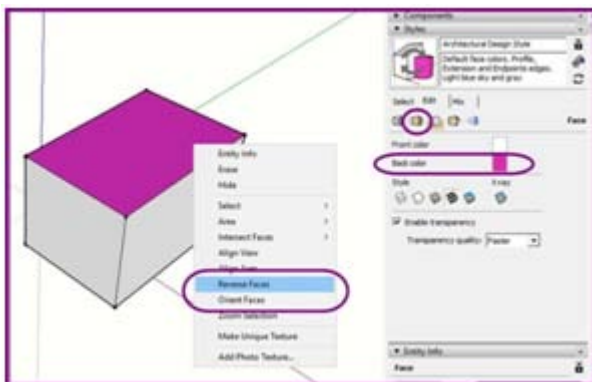 Components
Styles
Architectural Design Style
Default face colors. Profile,
Extension and Endpoints edges.
Light blue sky and gray
Select Edit Mix
Face
Front color
Back color
Style X-ray
Enable transparency
Transparency quality: Faster
Entity Info
Erase
Hide
Select
Area
Intersect Faces
Align View
Align Axes
Reverse Faces
Orient Faces
Zoom Selection
Make Unique Texture
Add Photo Texture...
Entity Info
Face